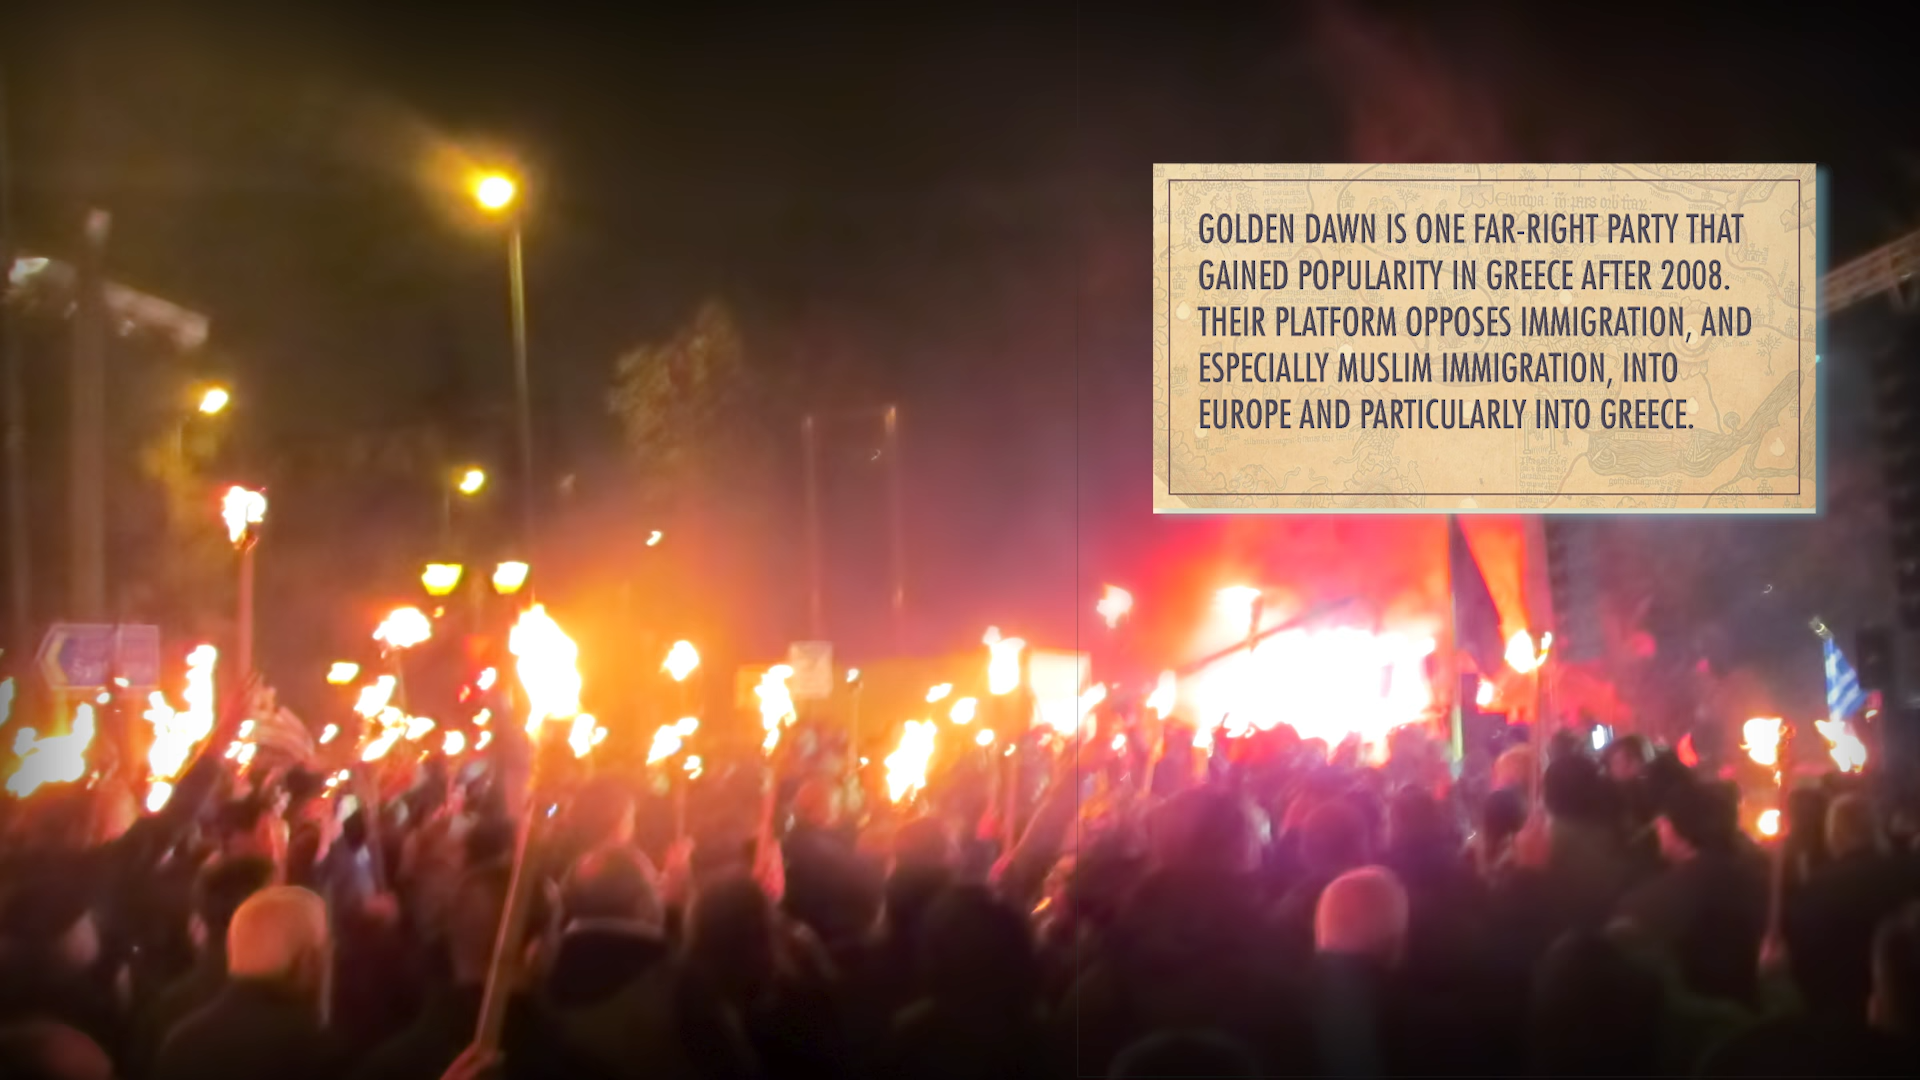 GOLDEN DAWN IS ONE FAR-RIGHT PARTY THAT
GAINED POPULARITY IN GREECE AFTER 2008.
THEIR PLATFORM OPPOSES IMMIGRATION, AND
ESPECIALLY MUSLIM IMMIGRATION, INTO
EUROPE AND PARTICULARLY INTO GREECE.